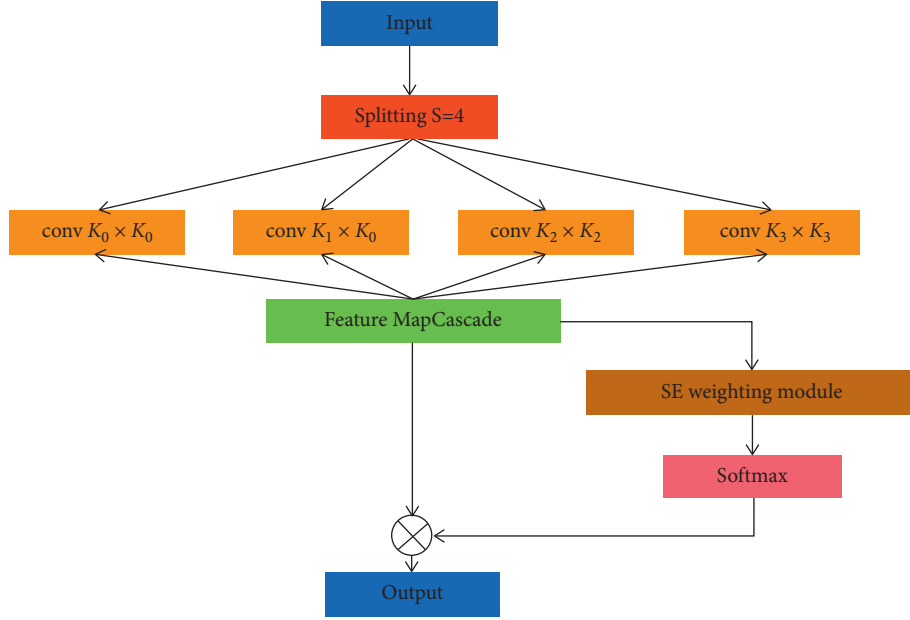 Input
Splitting S=4
conv K₀ × K₀
conv K₁ × K₀
conv K₂ × K₂
conv K₃ × K₃
Feature MapCascade
SE weighting module
Softmax
Output